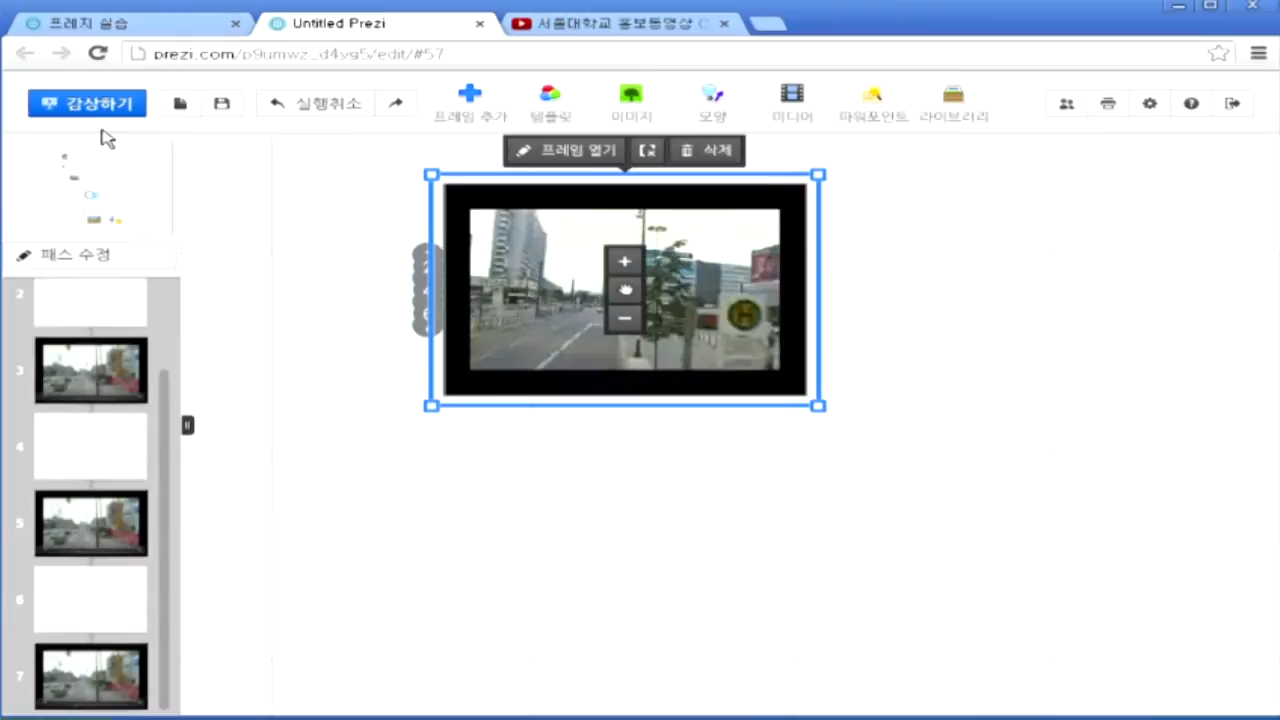 프레지 실습
Untitled Prezi
서울대학교 홍보동영상
prezi.com/p9umwz_d4yg5/edit/#57
감상하기
실행취소
프레임 추가
템플릿
이미지
모양
미디어
파워포인트
라이브러리
프레임 열기
삭제
패스 수정
2
3
4
5
6
7
H